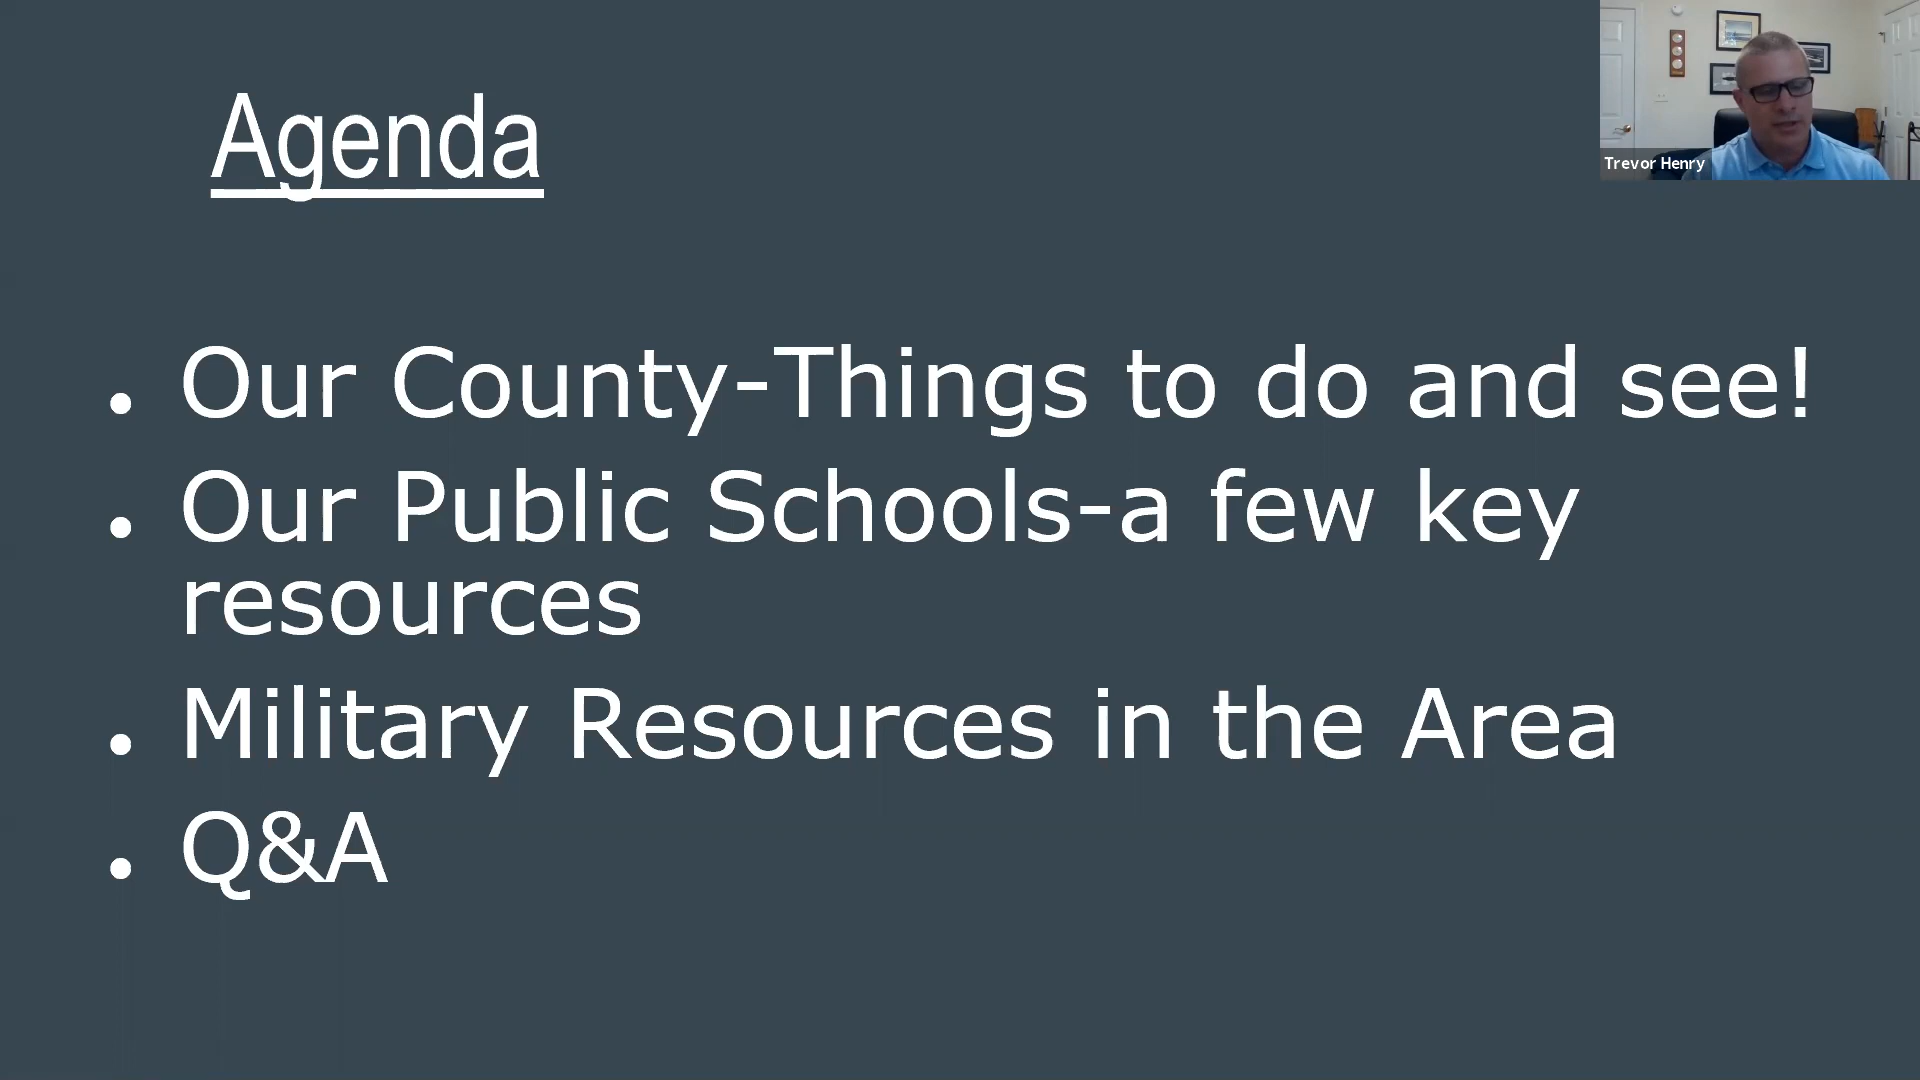 Agenda
Trevor Henry
• Our County-Things to do and see!
• Our Public Schools-a few key
resources
• Military Resources in the Area
• Q&A